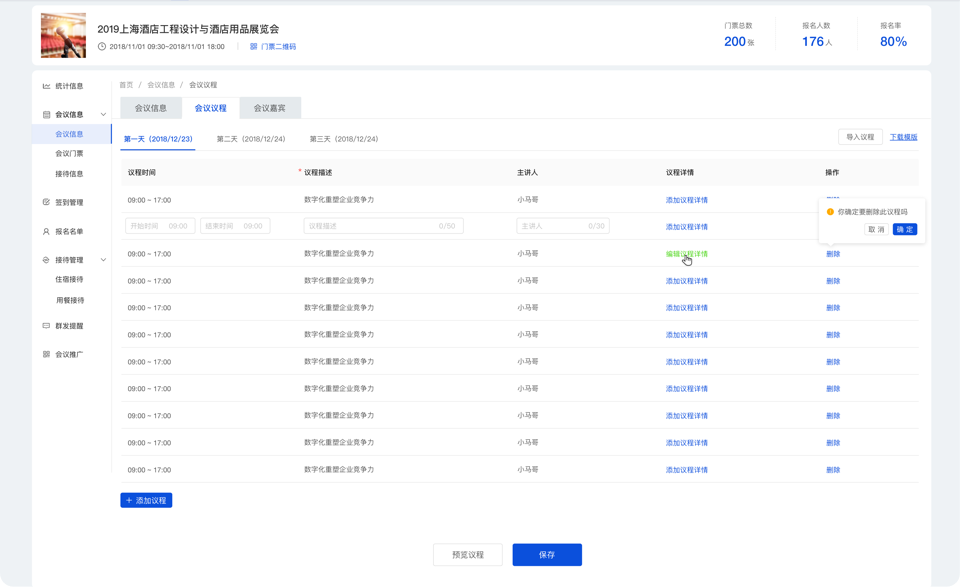 2019上海酒店工程设计与酒店用品展览会
2018/11/01 09:30~2018/11/01 18:00 门票二维码
门票总数
200 张
报名人数
176 人
报名率
80%
统计信息
会议信息
会议信息
会议门票
接待信息
签到管理
报名名单
接待管理
住宿接待
用餐接待
群发提醒
会议推广
首页 / 会议信息 / 会议议程
会议信息 会议议程 会议嘉宾
第一天（2018/12/23） 第二天（2018/12/24） 第三天（2018/12/24） 导入议程 下载模版
议程时间 * 议程描述 主讲人 议程详情 操作
09:00 ~ 17:00 数字化重塑企业竞争力 小马哥 添加议程详情
你确定要删除此议程吗
取 消 确 定
开始时间 09:00 结束时间 09:00 议程描述 0/50 主讲人 0/30 添加议程详情
09:00 ~ 17:00 数字化重塑企业竞争力 小马哥 编辑议程详情 删除
09:00 ~ 17:00 数字化重塑企业竞争力 小马哥 添加议程详情 删除
09:00 ~ 17:00 数字化重塑企业竞争力 小马哥 添加议程详情 删除
09:00 ~ 17:00 数字化重塑企业竞争力 小马哥 添加议程详情 删除
09:00 ~ 17:00 数字化重塑企业竞争力 小马哥 添加议程详情 删除
09:00 ~ 17:00 数字化重塑企业竞争力 小马哥 添加议程详情 删除
09:00 ~ 17:00 数字化重塑企业竞争力 小马哥 添加议程详情 删除
09:00 ~ 17:00 数字化重塑企业竞争力 小马哥 添加议程详情 删除
09:00 ~ 17:00 数字化重塑企业竞争力 小马哥 添加议程详情 删除
+ 添加议程
预览议程 保存